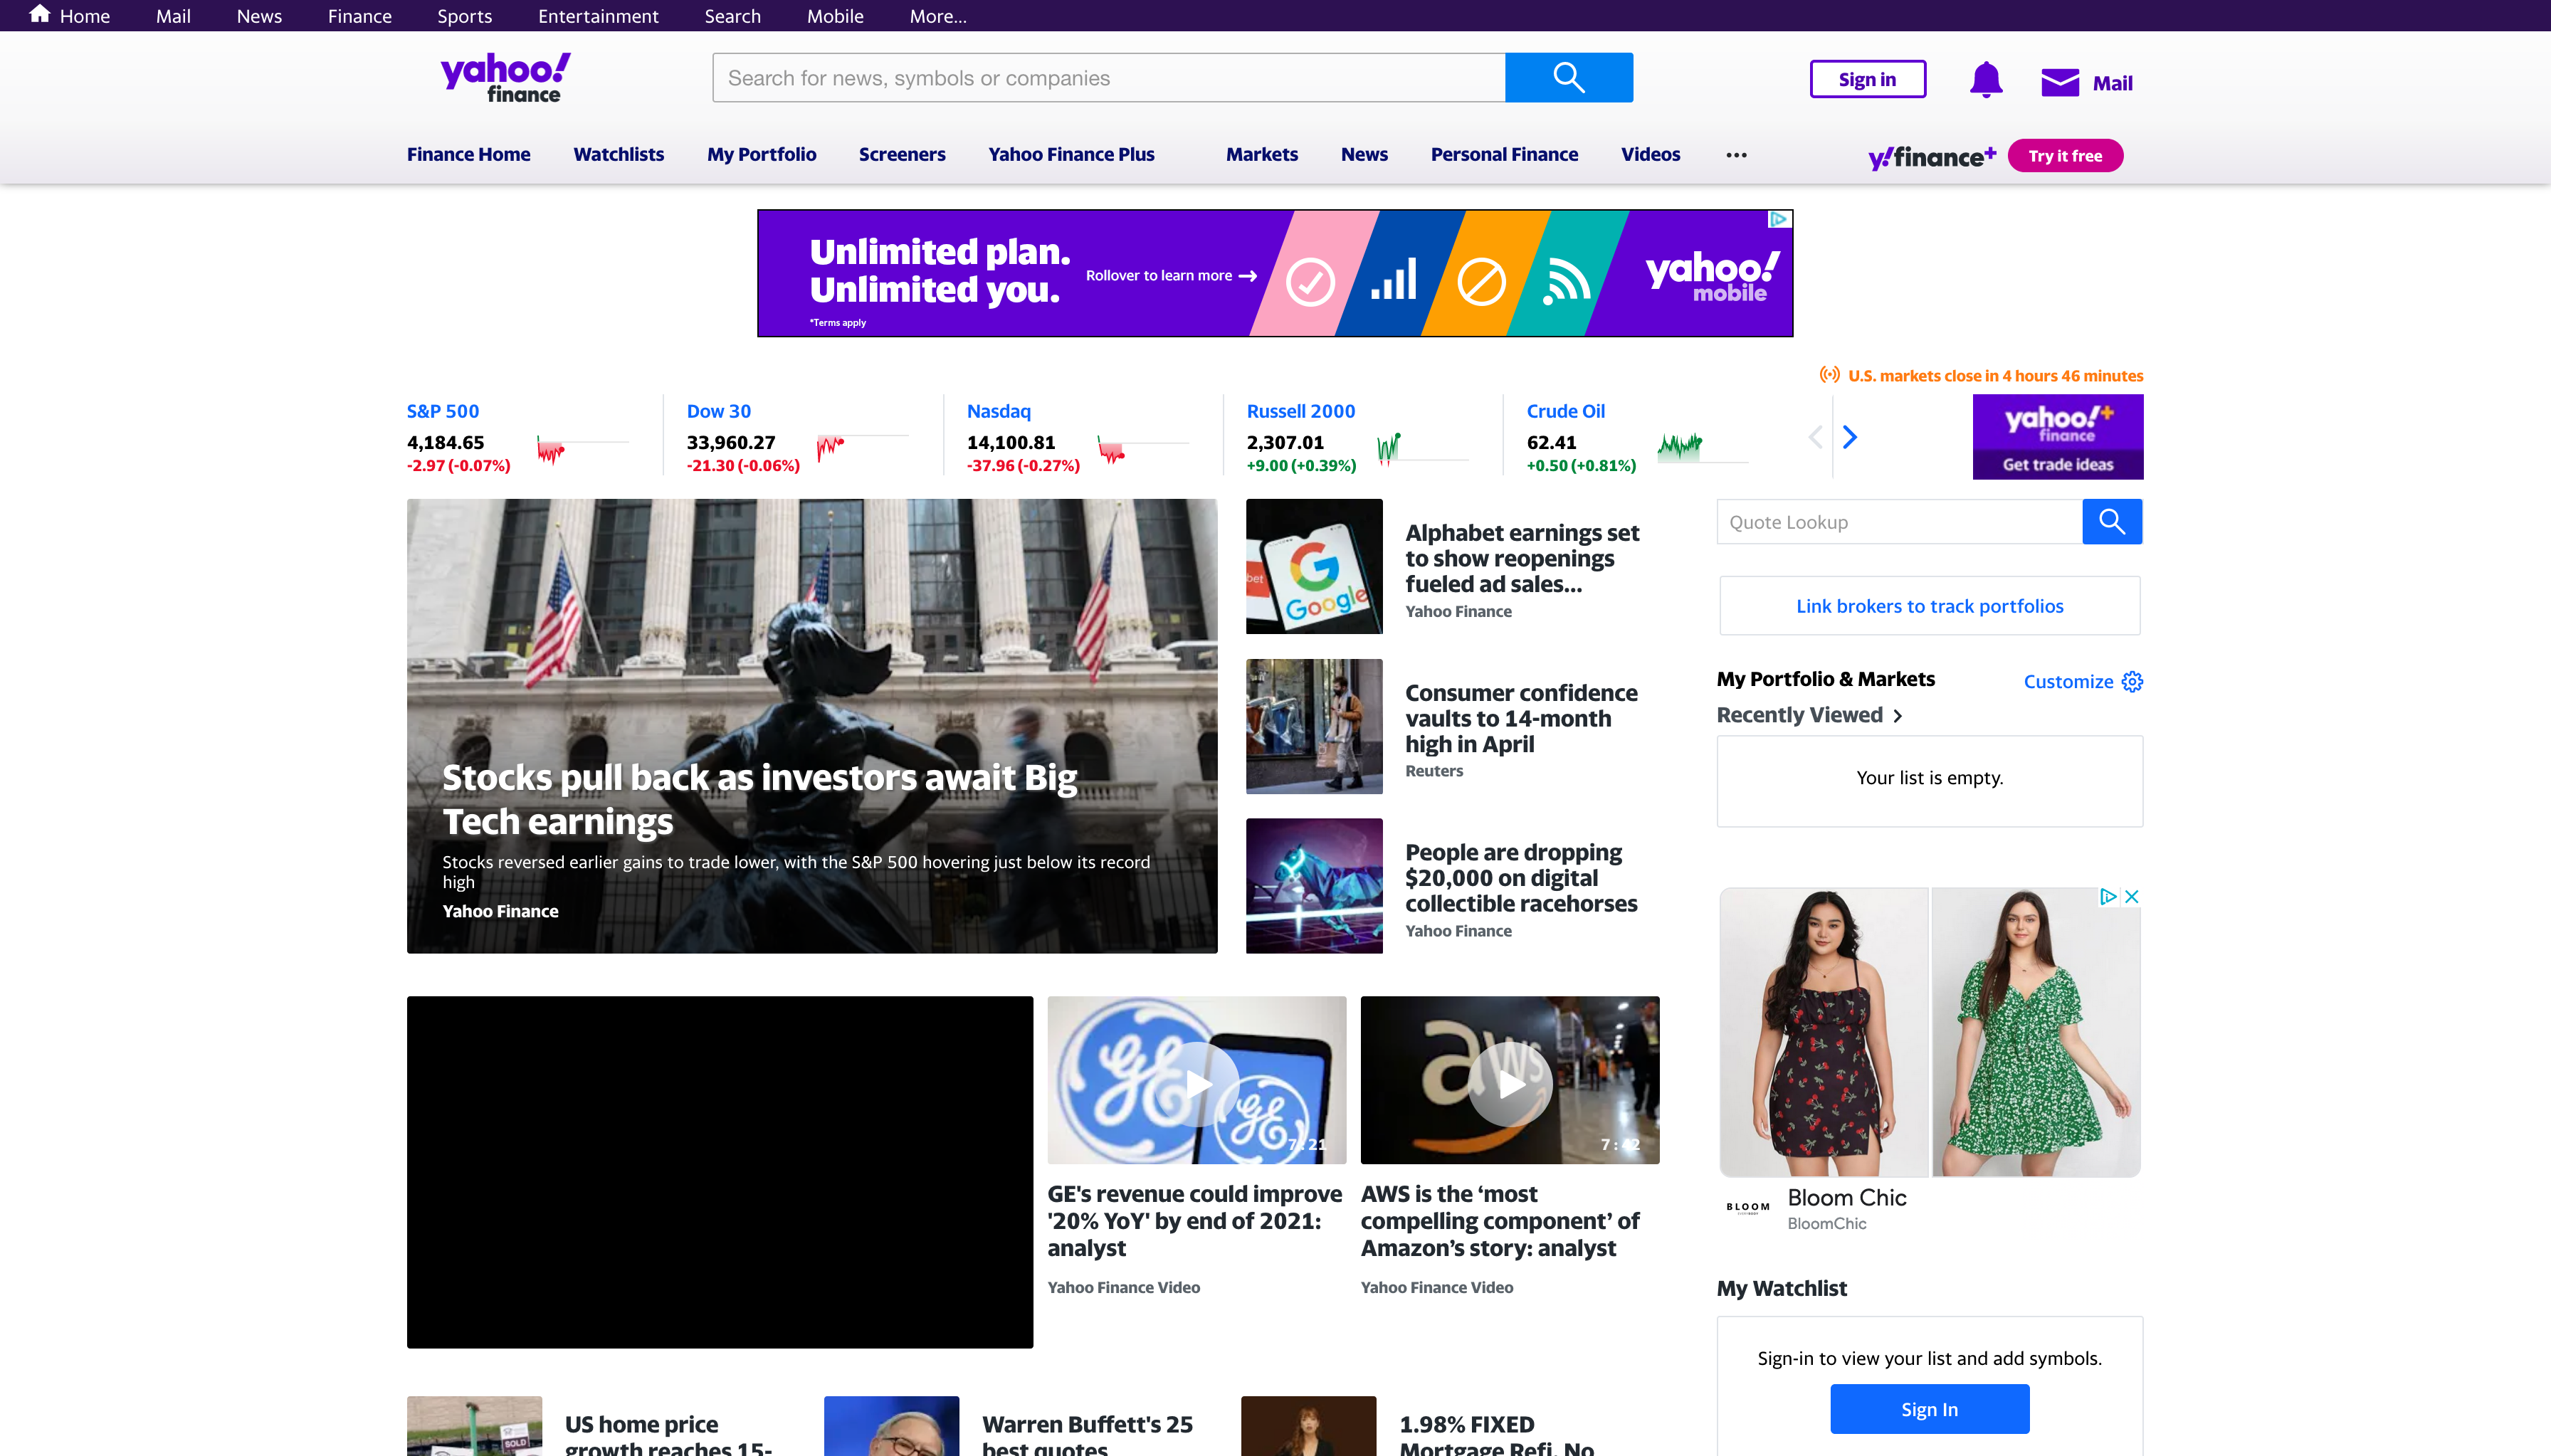 Home Mail News Finance Sports Entertainment Search Mobile More...
yahoo!
finance
Search for news, symbols or companies
Sign in
Mail
Finance Home Watchlists My Portfolio Screeners Yahoo Finance Plus Markets News Personal Finance Videos ...
y!finance+
Try it free
Unlimited plan.
Unlimited you.
*Terms apply
Rollover to learn more →
yahoo!
mobile
U.S. markets close in 4 hours 46 minutes
S&P 500
4,184.65
-2.97 (-0.07%)
Dow 30
33,960.27
-21.30 (-0.06%)
Nasdaq
14,100.81
-37.96 (-0.27%)
Russell 2000
2,307.01
+9.00 (+0.39%)
Crude Oil
62.41
+0.50 (+0.81%)
yahoo!+
finance
Get trade ideas
Stocks pull back as investors await Big
Tech earnings
Stocks reversed earlier gains to trade lower, with the S&P 500 hovering just below its record
high
Yahoo Finance
bet
Google
Alphabet earnings set
to show reopenings
fueled ad sales...
Yahoo Finance
Consumer confidence
vaults to 14-month
high in April
Reuters
People are dropping
$20,000 on digital
collectible racehorses
Yahoo Finance
Quote Lookup
Link brokers to track portfolios
My Portfolio & Markets
Customize
Recently Viewed
Your list is empty.
BLOOM
Bloom Chic
BloomChic
GE
GE
7:21
GE's revenue could improve
'20% YoY' by end of 2021:
analyst
Yahoo Finance Video
aws
7:42
AWS is the ‘most
compelling component’ of
Amazon’s story: analyst
Yahoo Finance Video
My Watchlist
Sign-in to view your list and add symbols.
Sign In
SOLD
US home price
growth reaches 15-
Warren Buffett's 25
best quotes
1.98% FIXED
Mortgage Refi. No